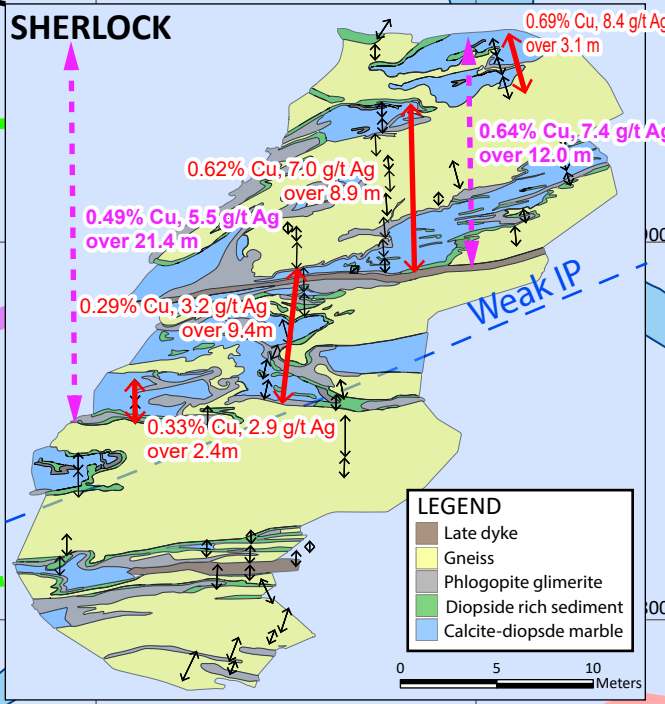 SHERLOCK
0.69% Cu, 8.4 g/t Ag
over 3.1 m
0.64% Cu, 7.4 g/t Ag
over 12.0 m
0.62% Cu, 7.0 g/t Ag
over 8.9 m
0.49% Cu, 5.5 g/t Ag
over 21.4 m
Weak IP
0.29% Cu, 3.2 g/t Ag
over 9.4m
0.33% Cu, 2.9 g/t Ag
over 2.4m
LEGEND
Late dyke
Gneiss
Phlogopite glimerite
Diopside rich sediment
Calcite-diopsde marble
0 5 10
Meters